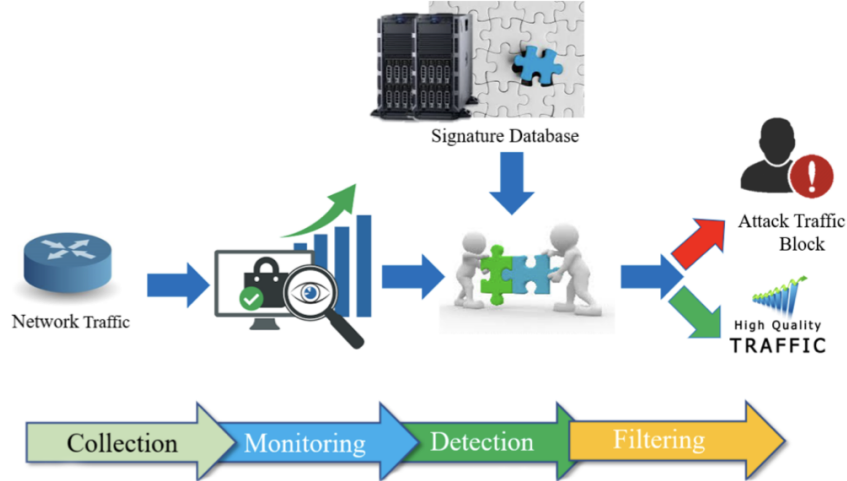 Signature Database
Network Traffic
Attack Traffic
Block
High Quality
TRAFFIC
Collection
Monitoring
Detection
Filtering